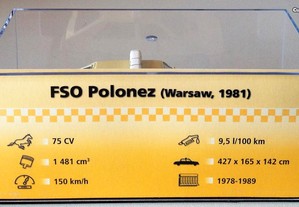 FSO Polonez (Warsaw, 1981)
75 CV
9,5 l/100 km
1 481 cm³
427 x 165 x 142 cm
150 km/h
1978-1989